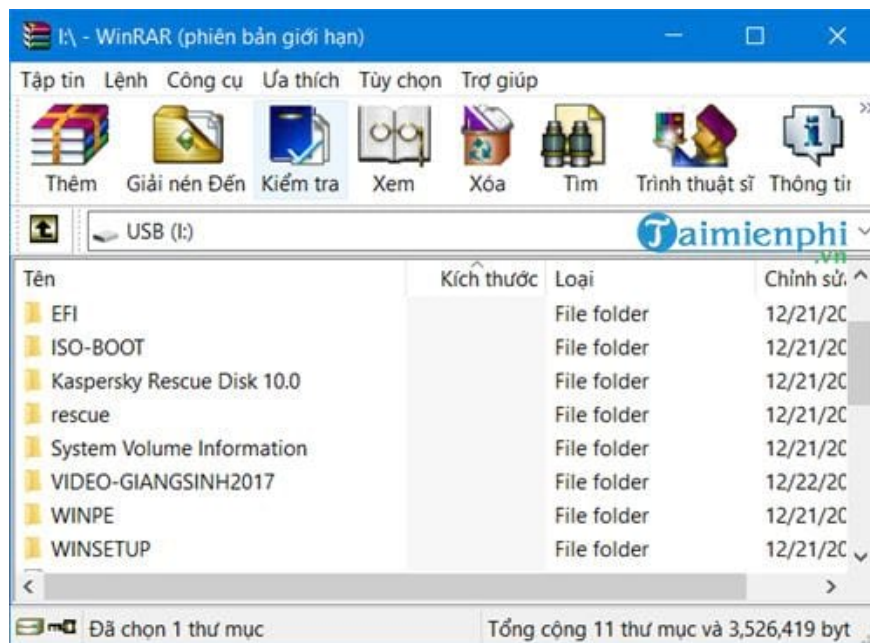 I:\ - WinRAR (phiên bản giới hạn)
Tập tin Lệnh Công cụ Ưa thích Tùy chọn Trợ giúp
Thêm Giải nén Đến Kiểm tra Xem Xóa Tìm Trình thuật sĩ Thông tin
USB (I:) Taimienphi
.vn
Tên Kích thước Loại Chỉnh sửa
EFI File folder 12/21/20
ISO-BOOT File folder 12/21/20
Kaspersky Rescue Disk 10.0 File folder 12/21/20
rescue File folder 12/21/20
System Volume Information File folder 12/21/20
VIDEO-GIANGSINH2017 File folder 12/22/20
WINPE File folder 12/21/20
WINSETUP File folder 12/21/20
Đã chọn 1 thư mục Tổng cộng 11 thư mục và 3,526,419 byt